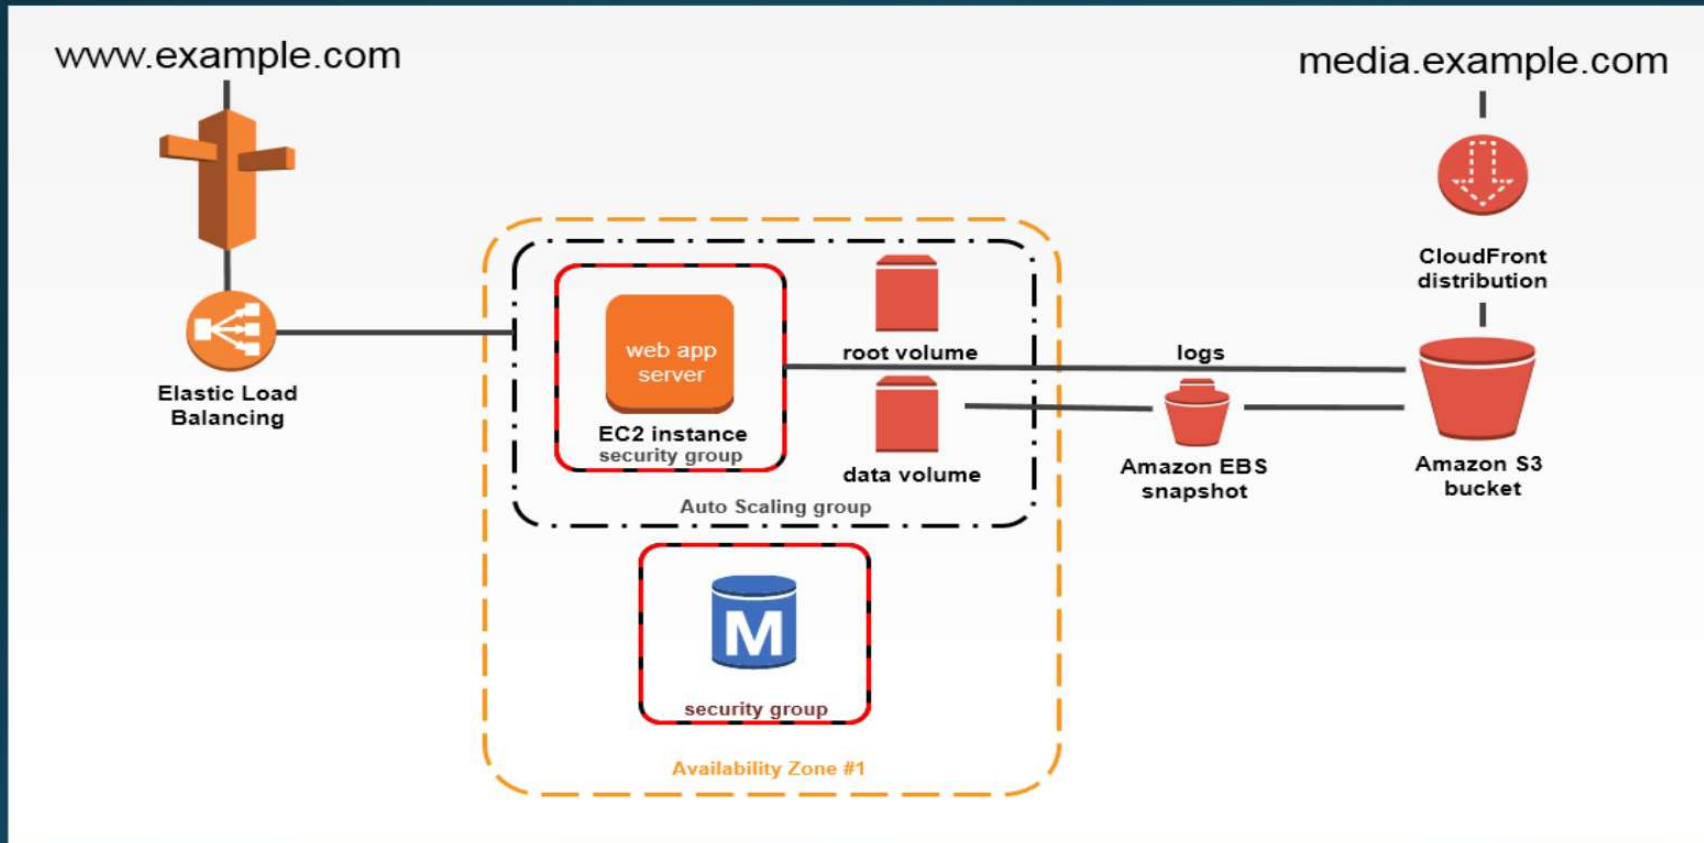 www.example.com
media.example.com
CloudFront
distribution
web app
server
root volume
logs
Elastic Load
Balancing
EC2 instance
security group
data volume
Amazon EBS
snapshot
Amazon S3
bucket
Auto Scaling group
M
security group
Availability Zone #1